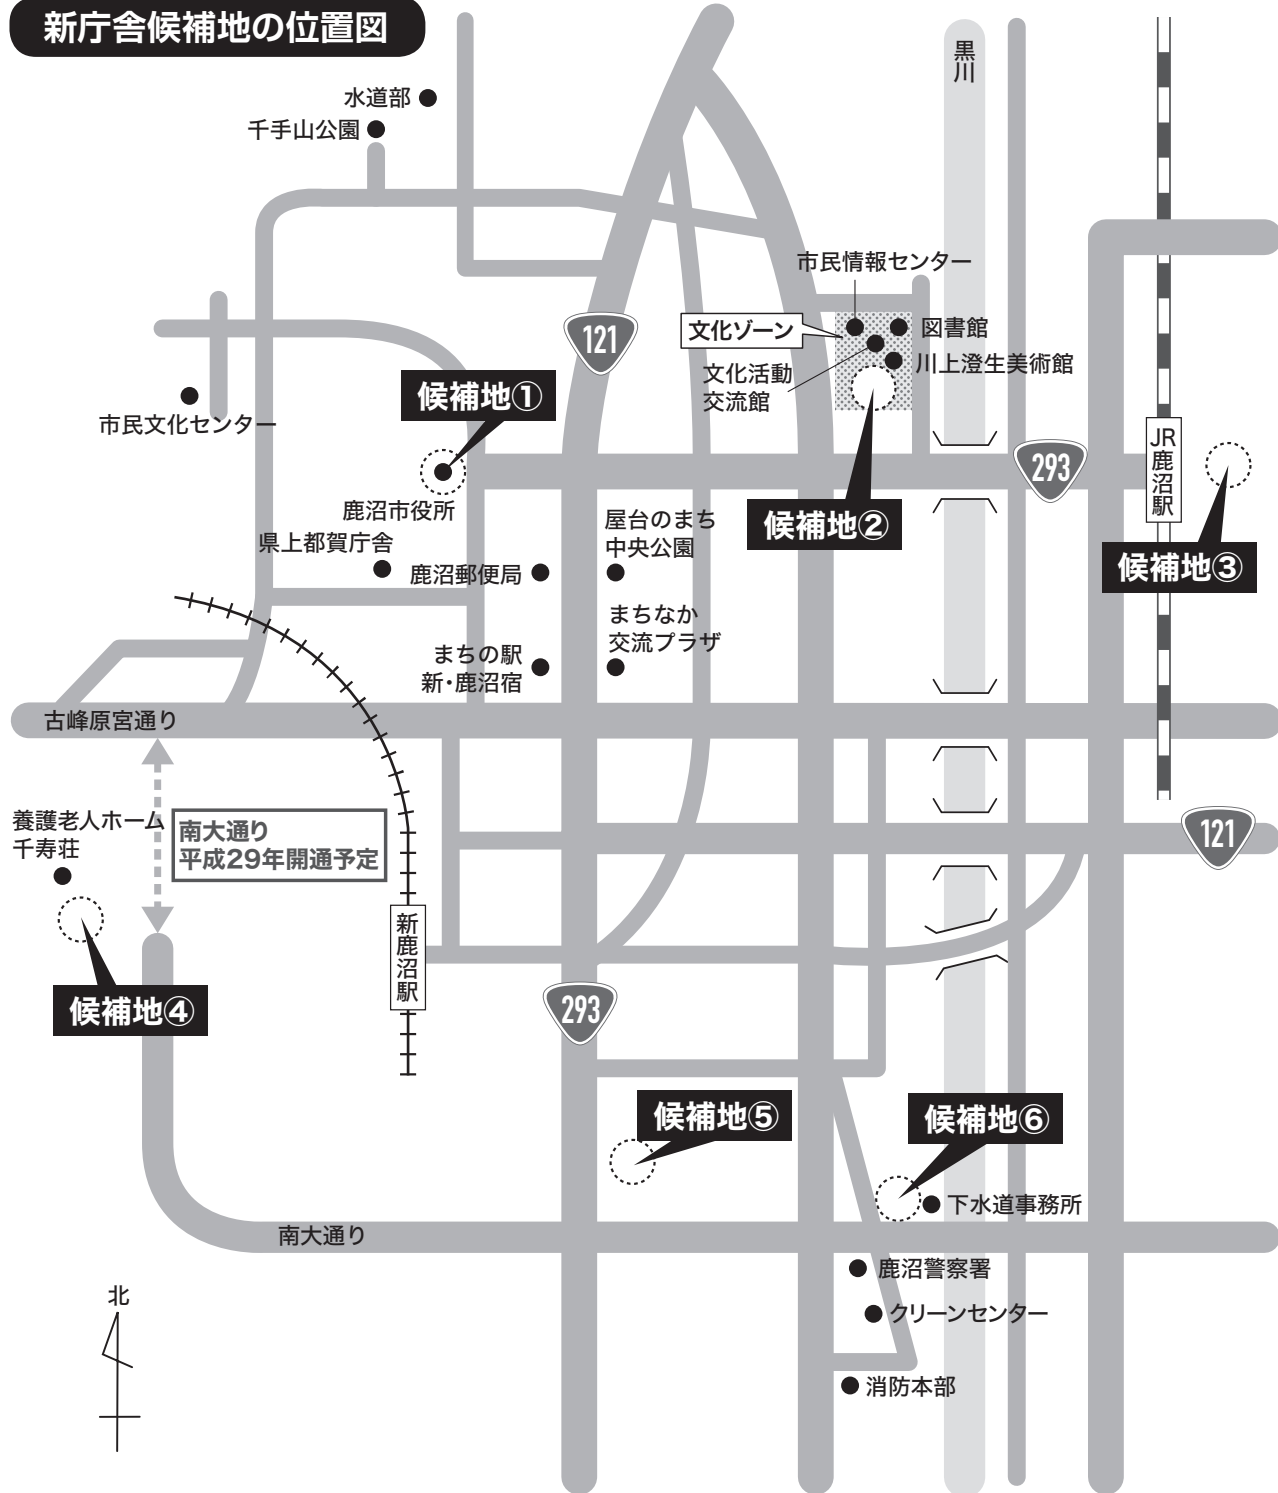 新庁舎候補地の位置図
黒川
水道部
千手山公園
市民情報センター
121
文化ゾーン
図書館
川上澄生美術館
文化活動
交流館
候補地①
市民文化センター
JR鹿沼駅
293
鹿沼市役所
候補地②
屋台のまち
中央公園
県上都賀庁舎
鹿沼郵便局
候補地③
まちなか
交流プラザ
まちの駅
新・鹿沼宿
古峰原宮通り
養護老人ホーム
千寿荘
南大通り
平成29年開通予定
121
新鹿沼駅
候補地④
293
候補地⑤
候補地⑥
下水道事務所
南大通り
鹿沼警察署
北
クリーンセンター
消防本部